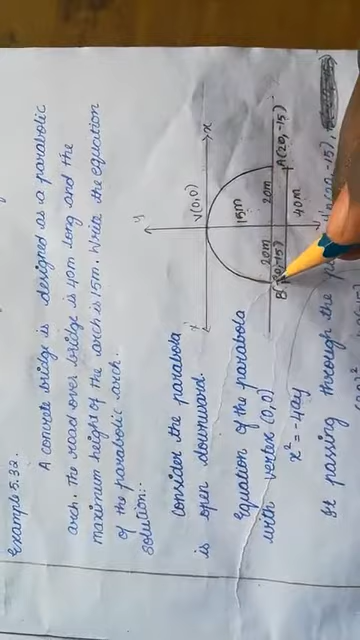 Example 5.32
A concrete bridge is designed as a parabolic
arch. The road over bridge is 40m long and the
maximum height of the arch is 15m. Write the equation
of the parabolic arch.
Solution:-
Consider the parabola
is open downward.
Equation of the parabola
with vertex (0,0)
x² = -4ay
It passing through the
y
V(0,0)
x
x'
15m
20m
20m
A(20,-15)
40m